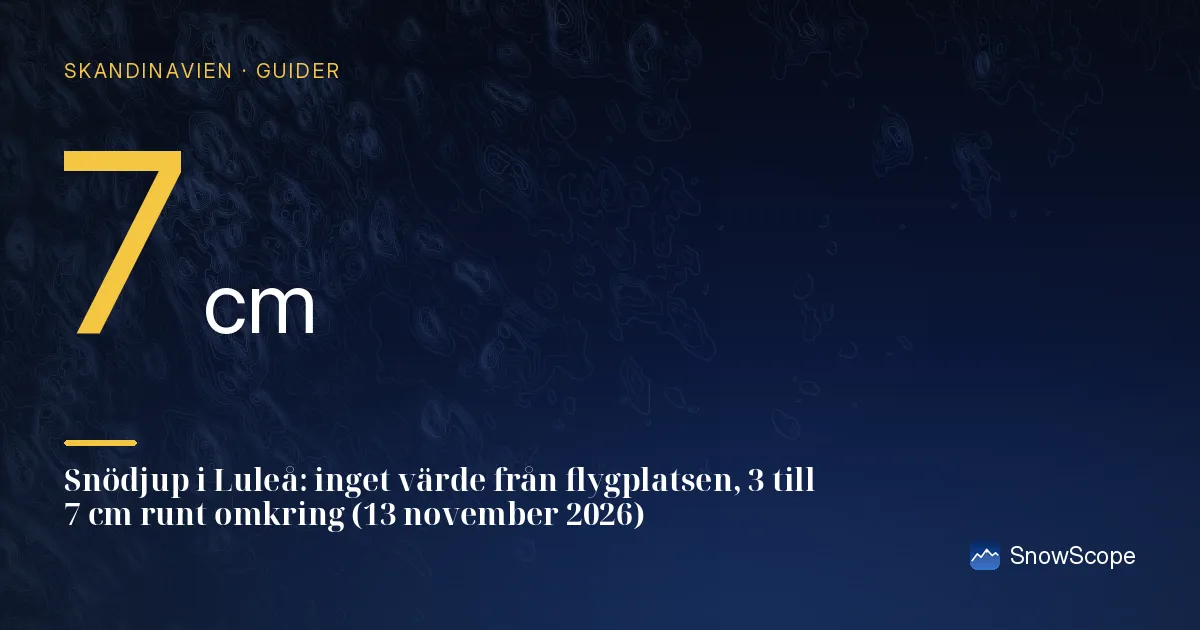 SKANDINAVIEN · GUIDER
7 cm
Snödjup i Luleå: inget värde från flygplatsen, 3 till
7 cm runt omkring (13 november 2026)
SnowScope